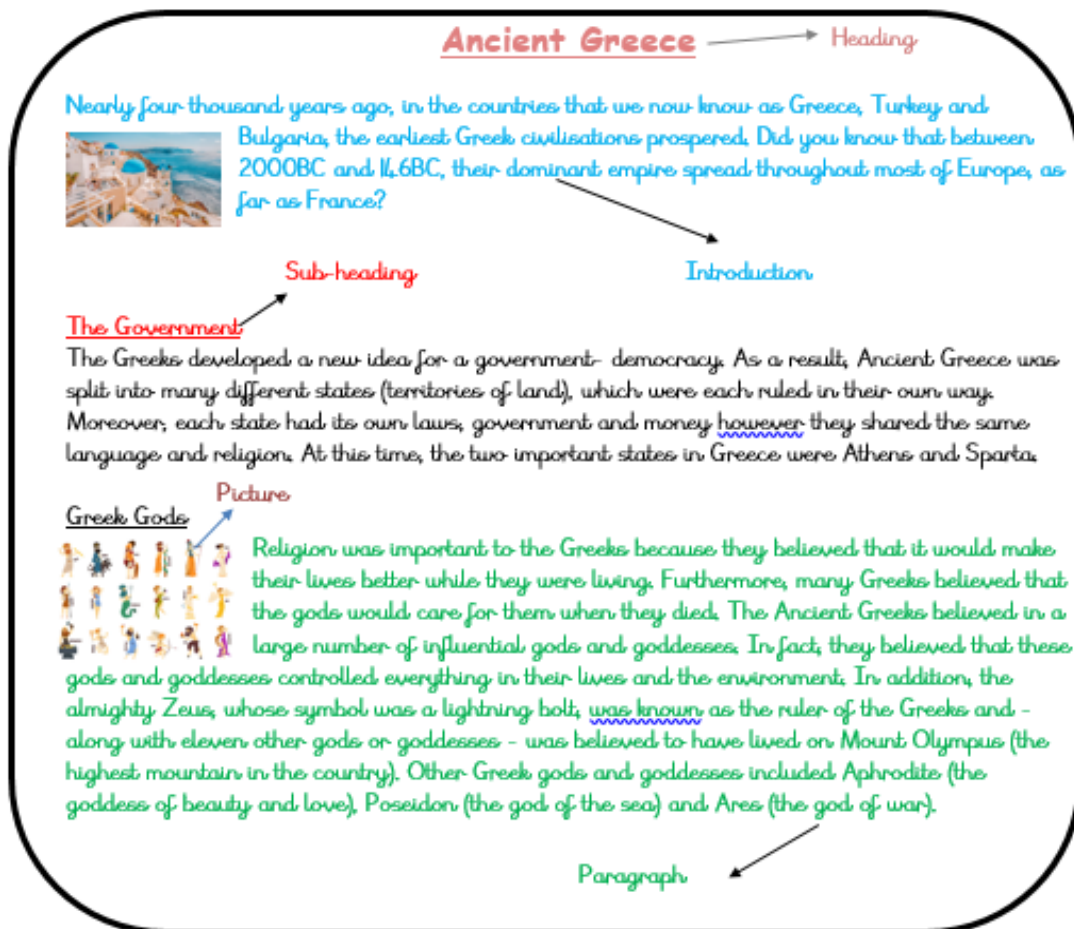 Ancient Greece
Heading
Nearly four thousand years ago, in the countries that we now know as Greece, Turkey and
Bulgaria, the earliest Greek civilisations prospered. Did you know that between
2000BC and 146BC, their dominant empire spread throughout most of Europe, as
far as France?
Sub-heading
Introduction
The Government
The Greeks developed a new idea for a government- democracy. As a result, Ancient Greece was
split into many different states (territories of land), which were each ruled in their own way.
Moreover, each state had its own laws, government and money however they shared the same
language and religion. At this time, the two important states in Greece were Athens and Sparta.
Picture
Greek Gods
Religion was important to the Greeks because they believed that it would make
their lives better while they were living. Furthermore, many Greeks believed that
the gods would care for them when they died. The Ancient Greeks believed in a
large number of influential gods and goddesses. In fact, they believed that these
gods and goddesses controlled everything in their lives and the environment. In addition, the
almighty Zeus, whose symbol was a lightning bolt, was known as the ruler of the Greeks and -
along with eleven other gods or goddesses - was believed to have lived on Mount Olympus (the
highest mountain in the country). Other Greek gods and goddesses included Aphrodite (the
goddess of beauty and love), Poseidon (the god of the sea) and Ares (the god of war).
Paragraph